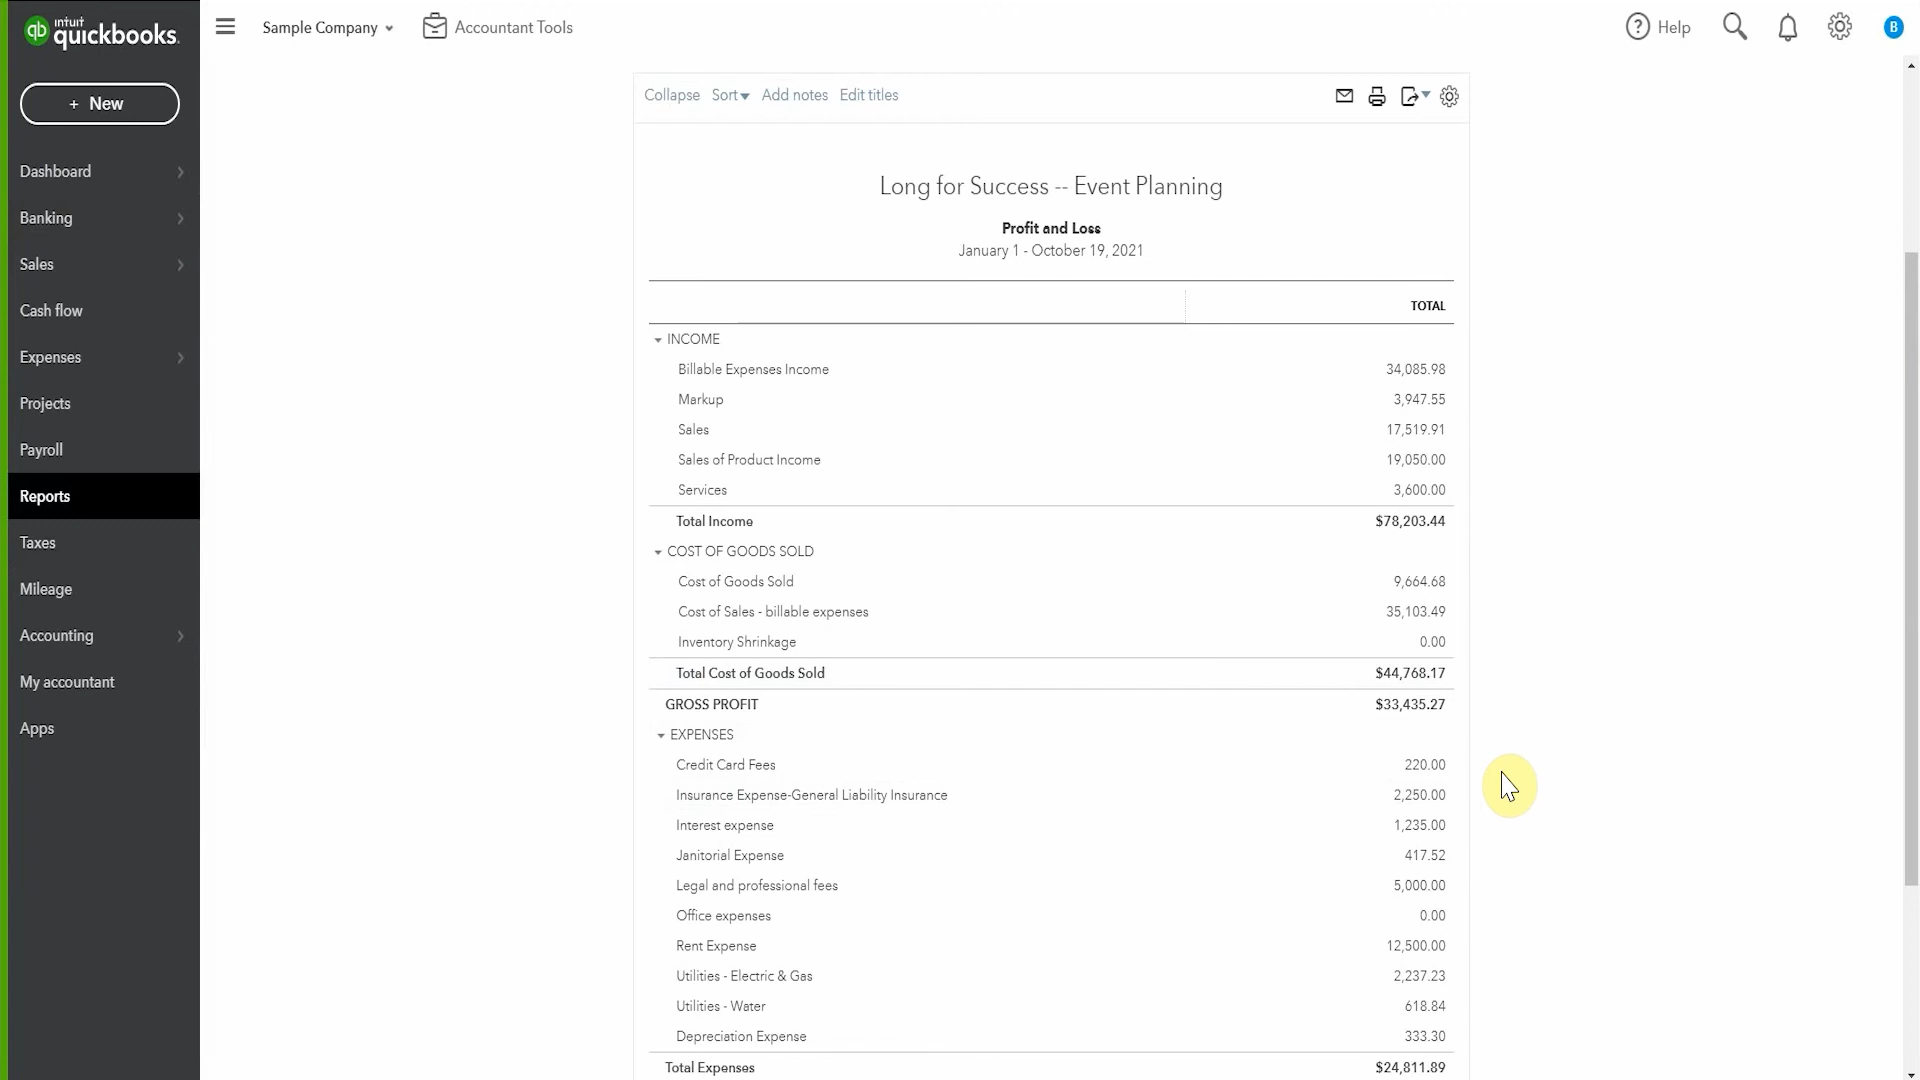 intuit
qb quickbooks.
Sample Company
Accountant Tools
Help
B
+ New
Dashboard
Banking
Sales
Cash flow
Expenses
Projects
Payroll
Reports
Taxes
Mileage
Accounting
My accountant
Apps
Collapse Sort Add notes Edit titles
Long for Success -- Event Planning
Profit and Loss
January 1 - October 19, 2021
TOTAL
INCOME
Billable Expenses Income 34,085.98
Markup 3,947.55
Sales 17,519.91
Sales of Product Income 19,050.00
Services 3,600.00
Total Income $78,203.44
COST OF GOODS SOLD
Cost of Goods Sold 9,664.68
Cost of Sales - billable expenses 35,103.49
Inventory Shrinkage 0.00
Total Cost of Goods Sold $44,768.17
GROSS PROFIT $33,435.27
EXPENSES
Credit Card Fees 220.00
Insurance Expense-General Liability Insurance 2,250.00
Interest expense 1,235.00
Janitorial Expense 417.52
Legal and professional fees 5,000.00
Office expenses 0.00
Rent Expense 12,500.00
Utilities - Electric & Gas 2,237.23
Utilities - Water 618.84
Depreciation Expense 333.30
Total Expenses $24,811.89